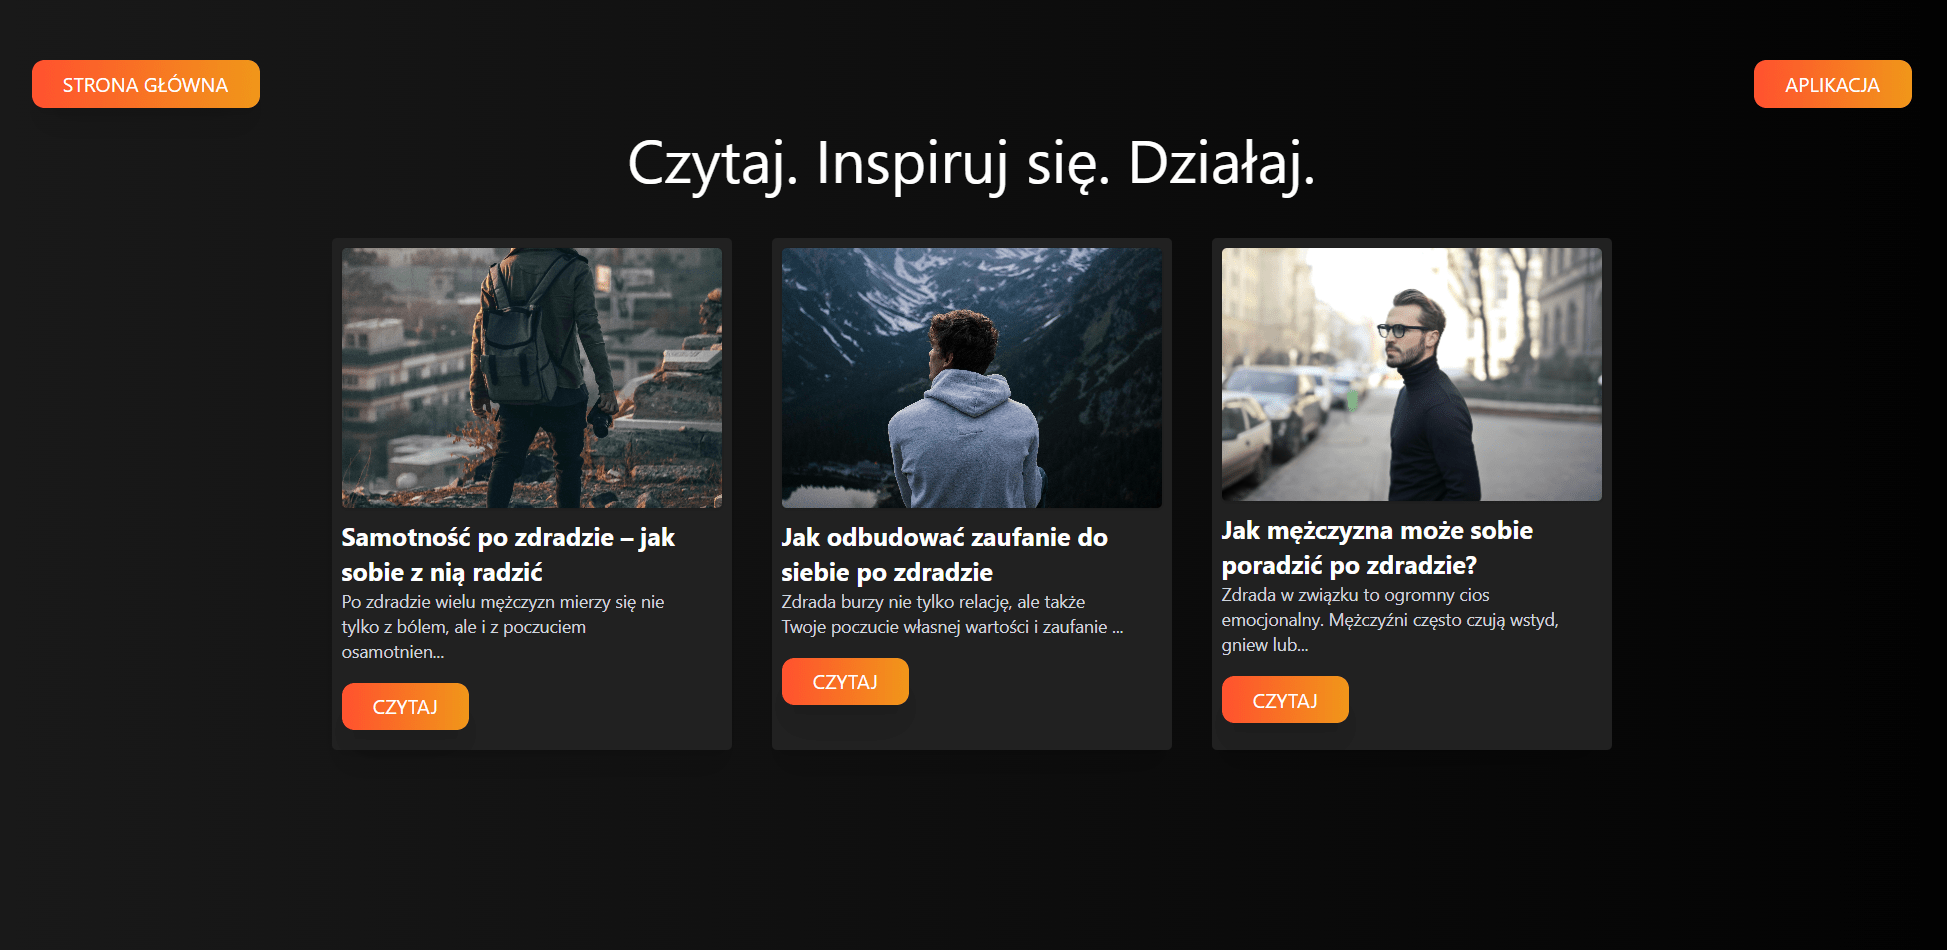 STRONA GŁÓWNA
APLIKACJA
Czytaj. Inspiruj się. Działaj.
Samotność po zdradzie – jak
sobie z nią radzić
Po zdradzie wielu mężczyzn mierzy się nie
tylko z bólem, ale i z poczuciem
osamotnien...
CZYTAJ
Jak odbudować zaufanie do
siebie po zdradzie
Zdrada burzy nie tylko relację, ale także
Twoje poczucie własnej wartości i zaufanie ...
CZYTAJ
Jak mężczyzna może sobie
poradzić po zdradzie?
Zdrada w związku to ogromny cios
emocjonalny. Mężczyźni często czują wstyd,
gniew lub...
CZYTAJ